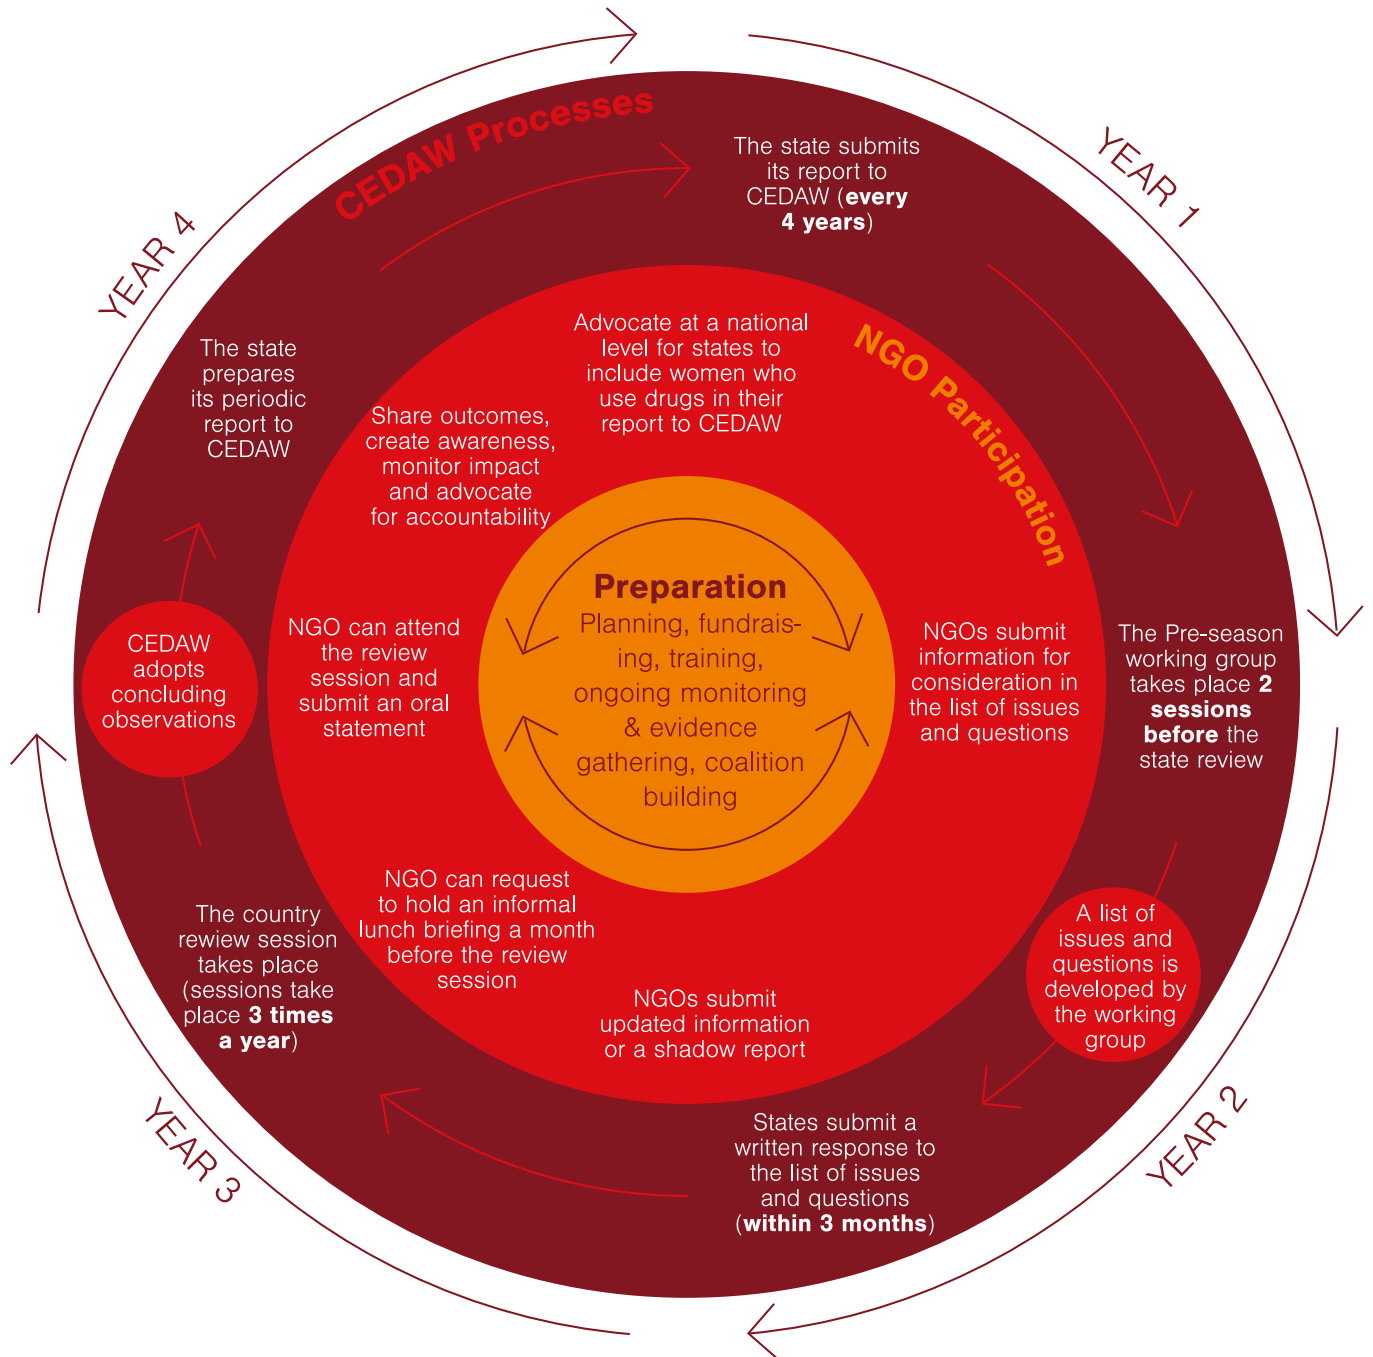 CEDAW Processes
YEAR 1
YEAR 2
YEAR 3
YEAR 4
The state submits
its report to
CEDAW (every
4 years)
The Pre-season
working group
takes place 2
sessions
before the
state review
A list of
issues and
questions is
developed by
the working
group
States submit a
written response to
the list of issues
and questions
(within 3 months)
The country
rewiew session
takes place
(sessions take
place 3 times
a year)
CEDAW
adopts
concluding
observations
The state
prepares
its periodic
report to
CEDAW
NGO Participation
Advocate at a national
level for states to
include women who
use drugs in their
report to CEDAW
NGOs submit
information for
consideration in
the list of issues
and questions
NGOs submit
updated information
or a shadow report
NGO can request
to hold an informal
lunch briefing a month
before the review
session
NGO can attend
the review
session and
submit an oral
statement
Share outcomes,
create awareness,
monitor impact
and advocate
for accountability
Preparation
Planning, fundrais-
ing, training,
ongoing monitoring
& evidence
gathering, coalition
building